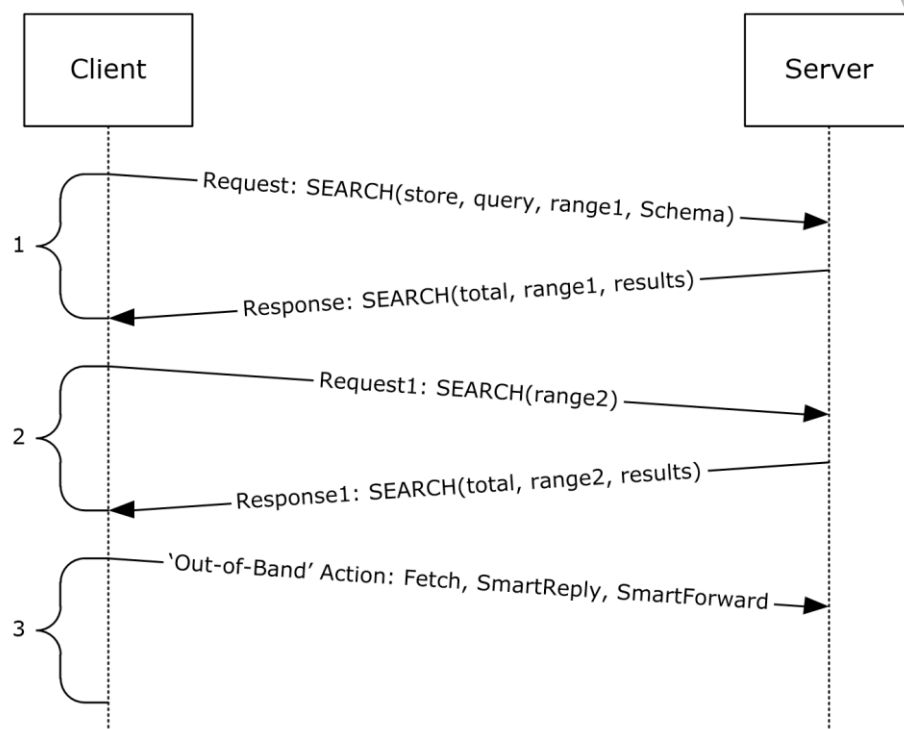 Client
Server
Request: SEARCH(store, query, range1, Schema)
1
Response: SEARCH(total, range1, results)
Request1: SEARCH(range2)
2
Response1: SEARCH(total, range2, results)
‘Out-of-Band’ Action: Fetch, SmartReply, SmartForward
3